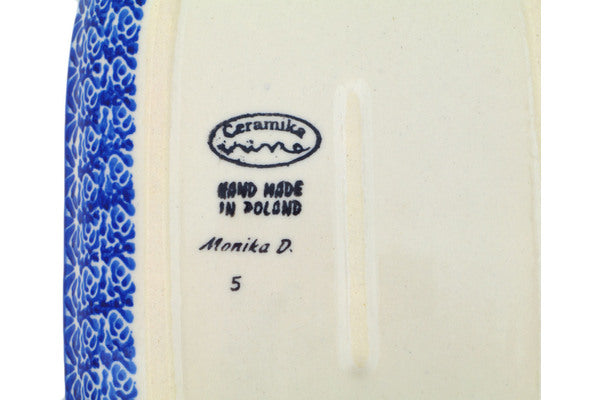 Ceramika
HAND MADE
IN POLAND
Monika D.
5